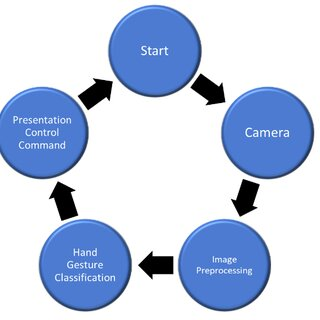 Start
Camera
Image
Preprocessing
Hand
Gesture
Classification
Presentation
Control
Command